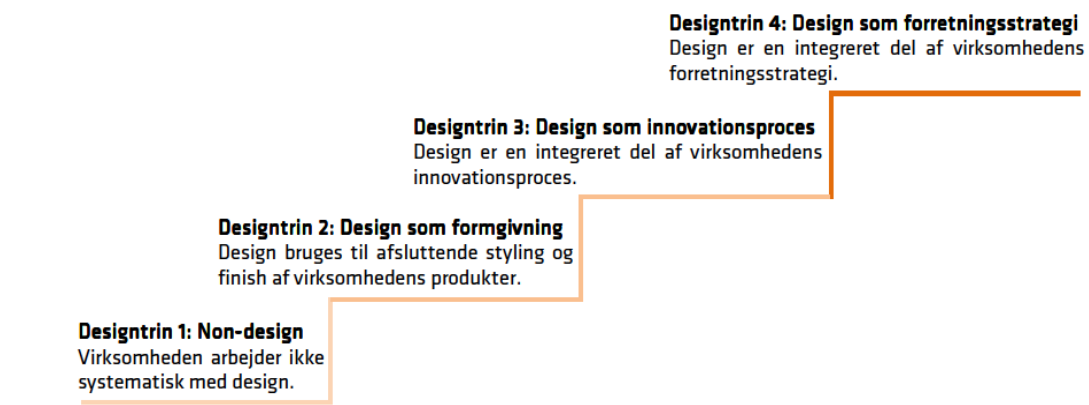 Designtrin 4: Design som forretningsstrategi
Design er en integreret del af virksomhedens
forretningsstrategi.
Designtrin 3: Design som innovationsproces
Design er en integreret del af virksomhedens
innovationsproces.
Designtrin 2: Design som formgivning
Design bruges til afsluttende styling og
finish af virksomhedens produkter.
Designtrin 1: Non-design
Virksomheden arbejder ikke
systematisk med design.